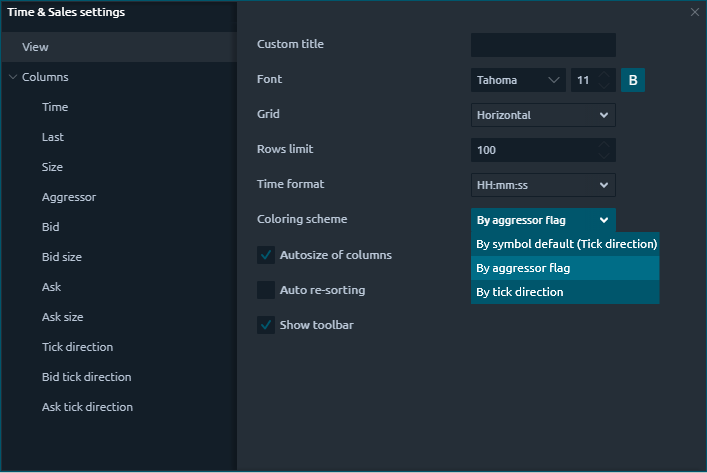 Time & Sales settings
View
Columns
Time
Last
Size
Aggressor
Bid
Bid size
Ask
Ask size
Tick direction
Bid tick direction
Ask tick direction
Custom title
Font
Tahoma
11
B
Grid
Horizontal
Rows limit
100
Time format
HH:mm:ss
Coloring scheme
By aggressor flag
By symbol default (Tick direction)
By aggressor flag
By tick direction
Autosize of columns
Auto re-sorting
Show toolbar